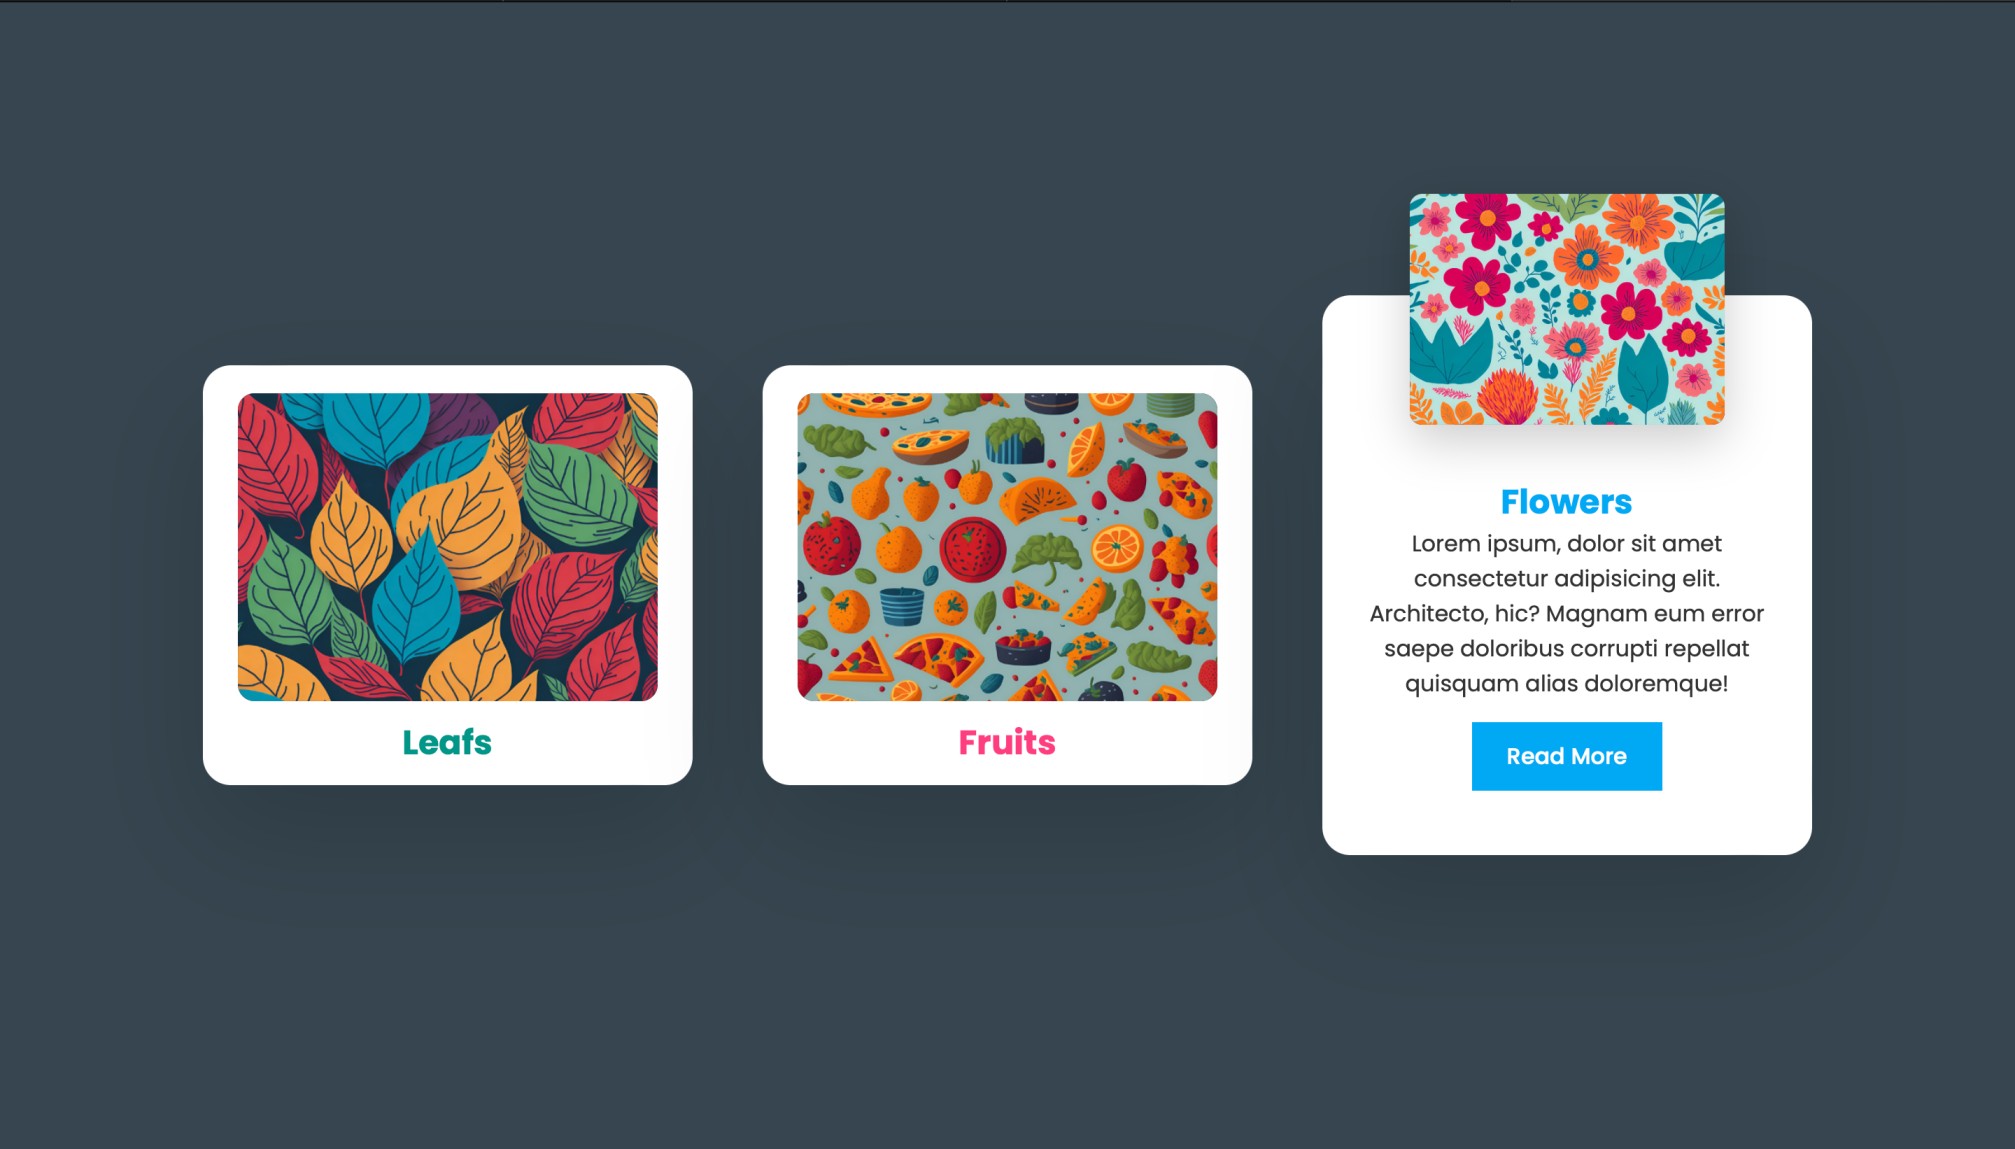 Leafs
Fruits
Flowers
Lorem ipsum, dolor sit amet
consectetur adipisicing elit.
Architecto, hic? Magnam eum error
saepe doloribus corrupti repellat
quisquam alias doloremque!
Read More